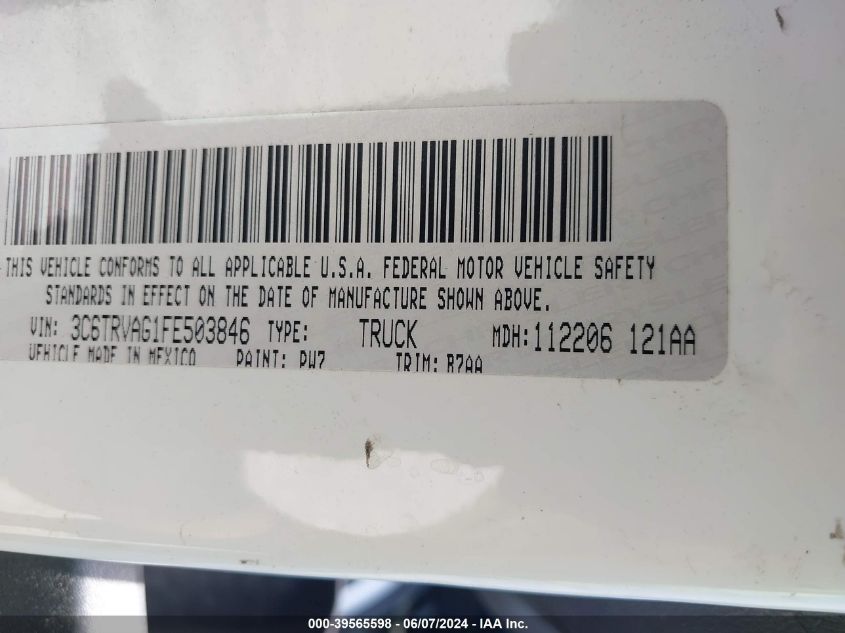 THIS VEHICLE CONFORMS TO ALL APPLICABLE U.S.A. FEDERAL MOTOR VEHICLE SAFETY
STANDARDS IN EFFECT ON THE DATE OF MANUFACTURE SHOWN ABOVE.
VIN: 3C6TRVAG1FE503846 TYPE: TRUCK MDH:112206 121AA
VEHICLE MADE IN MEXICO PAINT: PW7 TRIM: B7AA
000-39565598 - 06/07/2024 - IAA Inc.